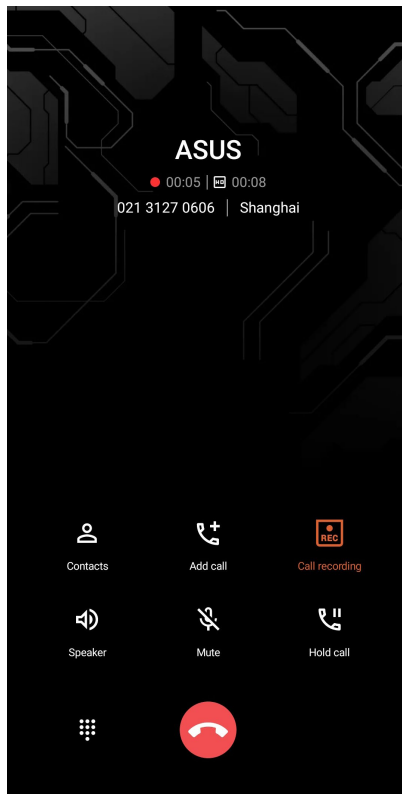 ASUS
00:05 | HD 00:08
021 3127 0606 | Shanghai
Contacts
Add call
REC
Call recording
Speaker
Mute
Hold call